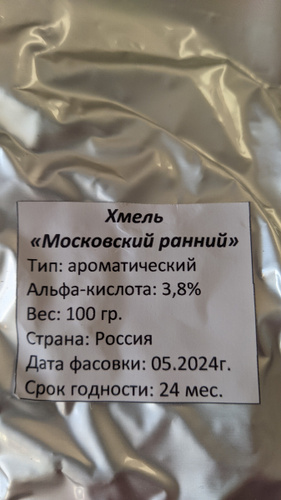 Хмель
«Московский ранний»
Тип: ароматический
Альфа-кислота: 3,8%
Вес: 100 гр.
Страна: Россия
Дата фасовки: 05.2024г.
Срок годности: 24 мес.